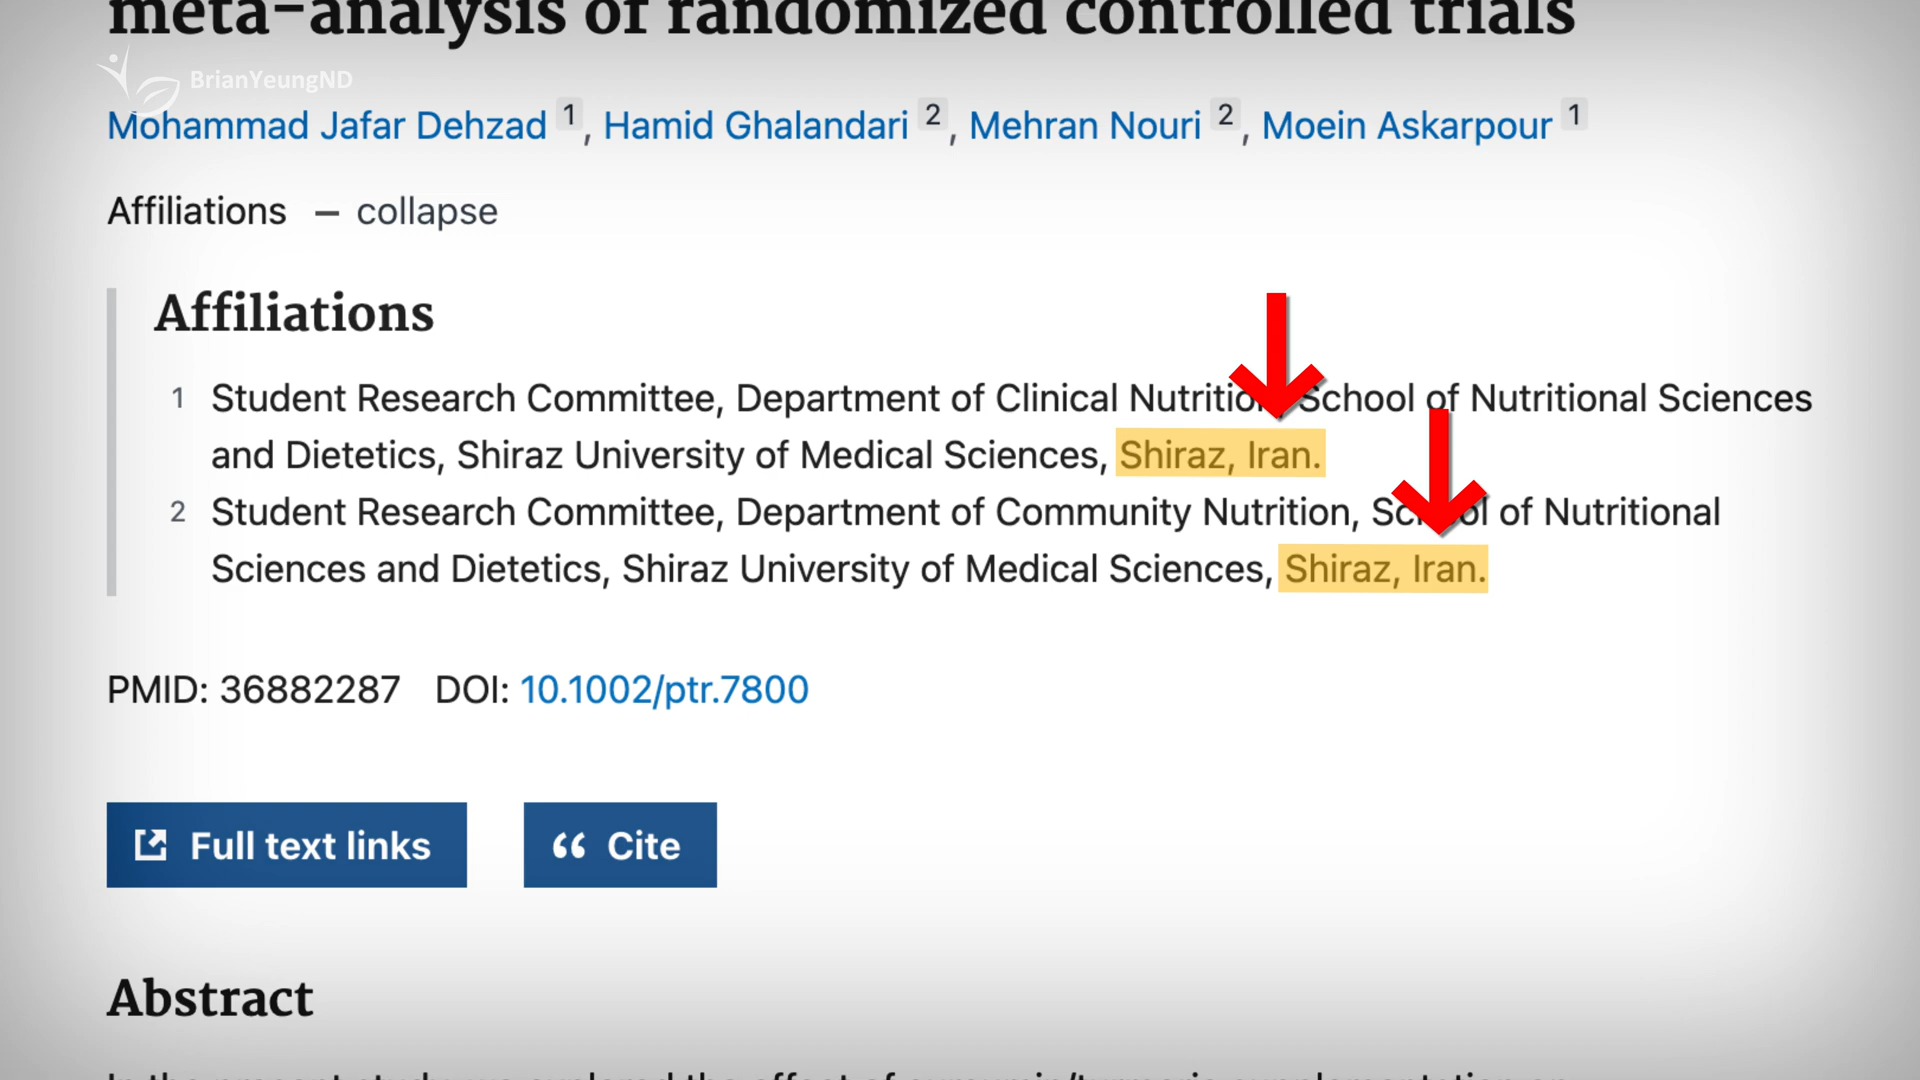 meta-analysis of randomized controlled trials
BrianYeungND
Mohammad Jafar Dehzad 1, Hamid Ghalandari 2, Mehran Nouri 2, Moein Askarpour 1
Affiliations – collapse
Affiliations
1 Student Research Committee, Department of Clinical Nutrition, School of Nutritional Sciences
and Dietetics, Shiraz University of Medical Sciences, Shiraz, Iran.
2 Student Research Committee, Department of Community Nutrition, School of Nutritional
Sciences and Dietetics, Shiraz University of Medical Sciences, Shiraz, Iran.
PMID: 36882287 DOI: 10.1002/ptr.7800
Full text links
Cite
Abstract